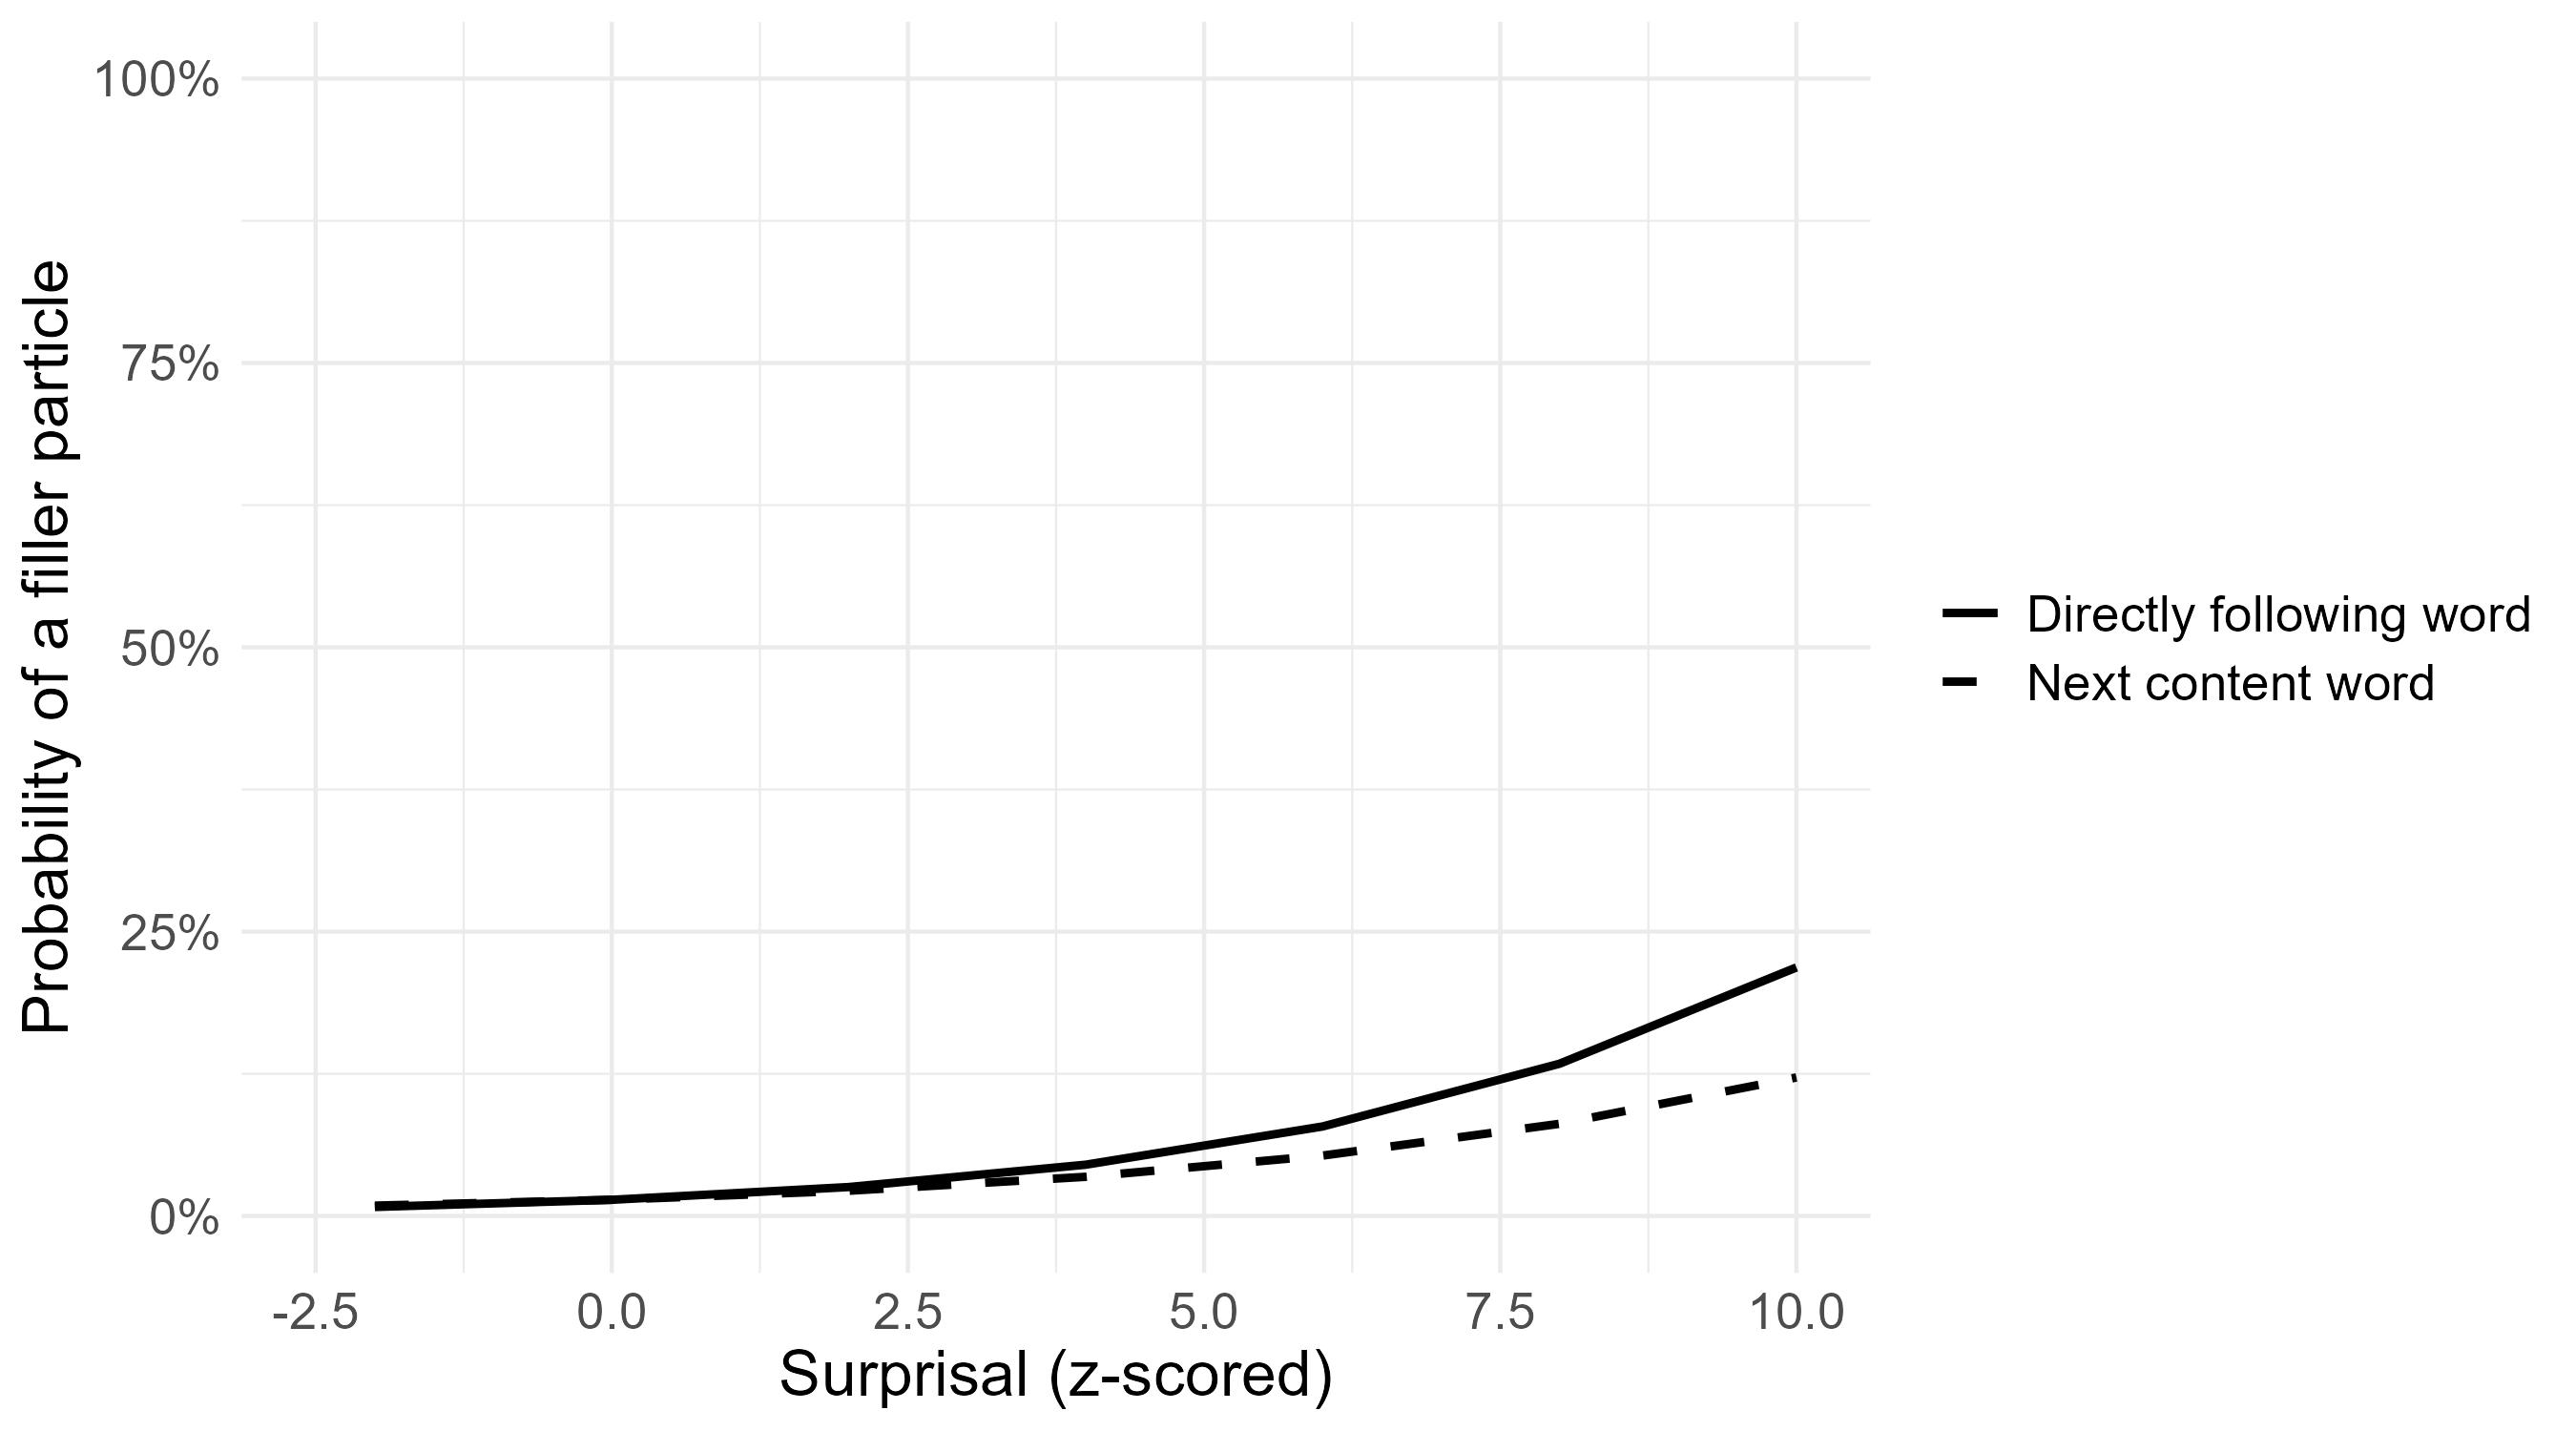 Probability of a filler particle
100%
75%
50%
25%
0%
-2.5 0.0 2.5 5.0 7.5 10.0
Surprisal (z-scored)
Directly following word
Next content word